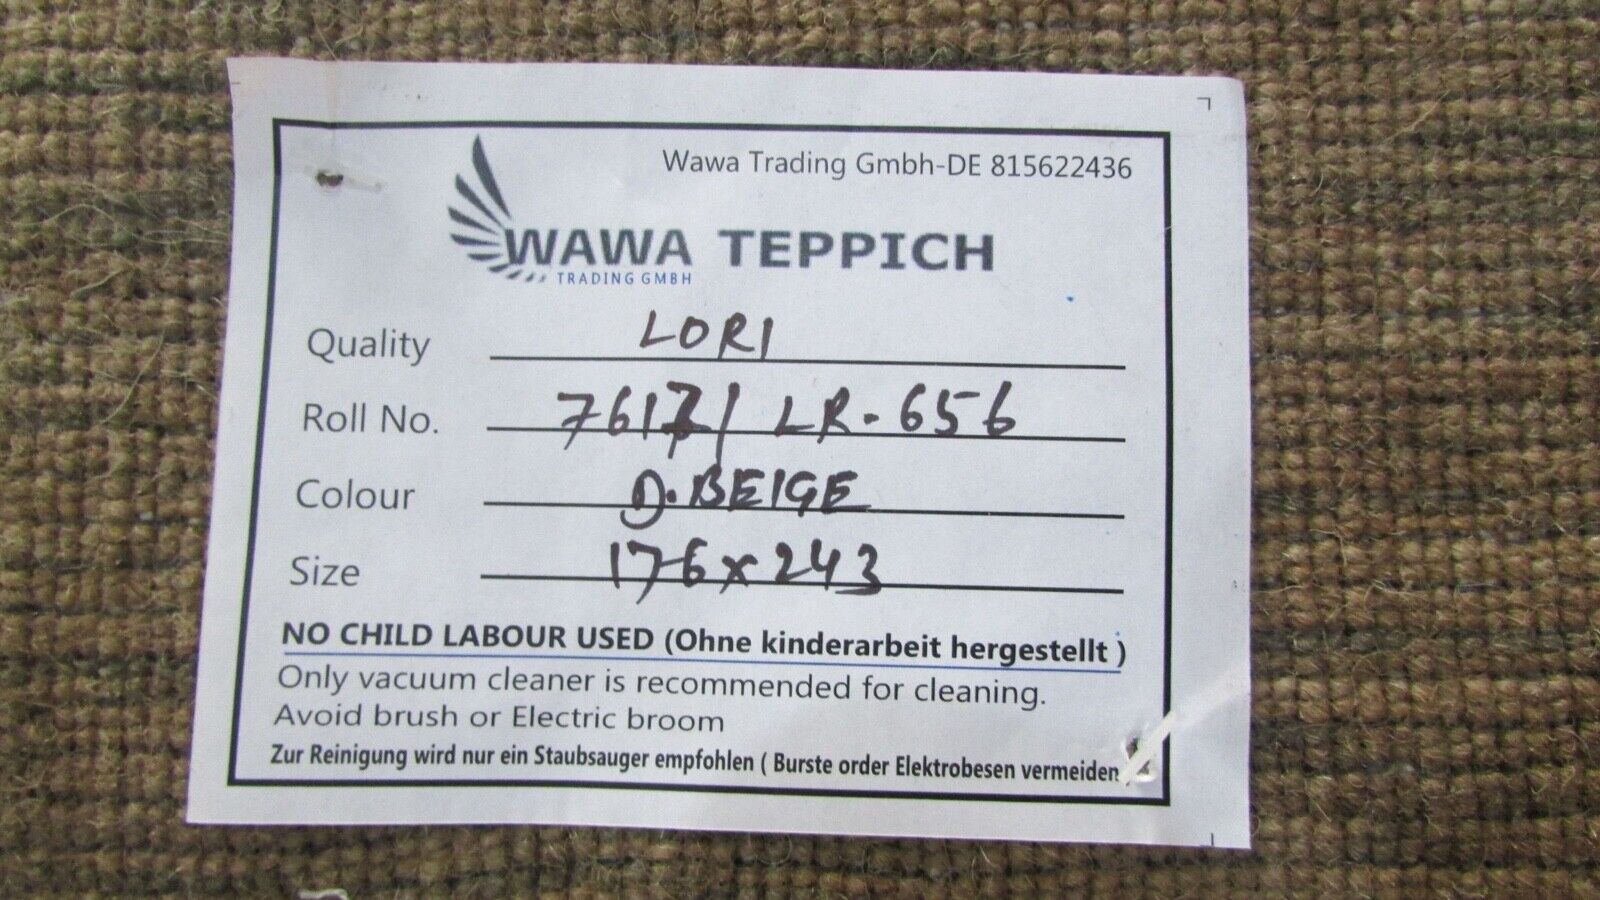 Wawa Trading Gmbh-DE 815622436
WAWA TEPPICH
TRADING GMBH
Quality LORI
Roll No. 7617/ LR-656
Colour D.BEIGE
Size 176x243
NO CHILD LABOUR USED (Ohne kinderarbeit hergestellt )
Only vacuum cleaner is recommended for cleaning.
Avoid brush or Electric broom
Zur Reinigung wird nur ein Staubsauger empfohlen ( Burste order Elektrobesen vermeiden